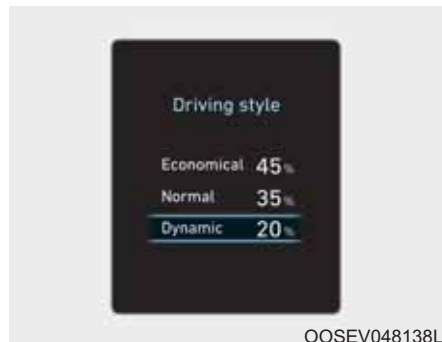 Driving style
Economical 45%
Normal 35%
Dynamic 20%
OOSEV048138L